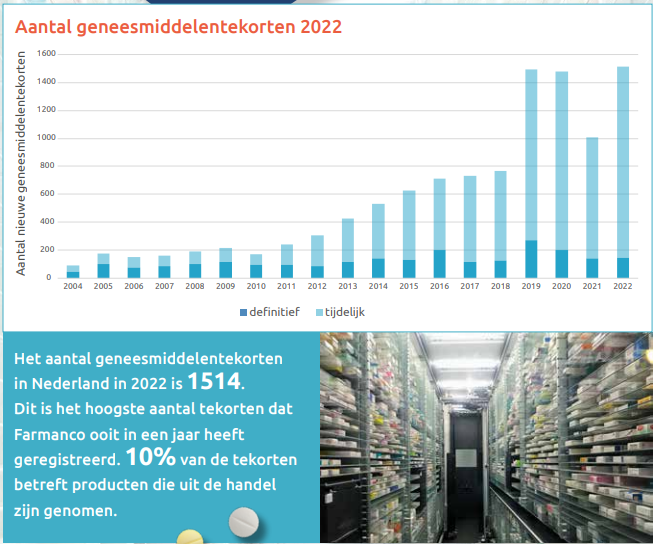 Aantal geneesmiddelentekorten 2022
Aantal nieuwe geneesmiddelentekorten
1600
1400
1200
1000
800
600
400
200
0
2004 2005 2006 2007 2008 2009 2010 2011 2012 2013 2014 2015 2016 2017 2018 2019 2020 2021 2022
definitief tijdelijk
Het aantal geneesmiddelentekorten
in Nederland in 2022 is 1514.
Dit is het hoogste aantal tekorten dat
Farmanco ooit in een jaar heeft
geregistreerd. 10% van de tekorten
betreft producten die uit de handel
zijn genomen.